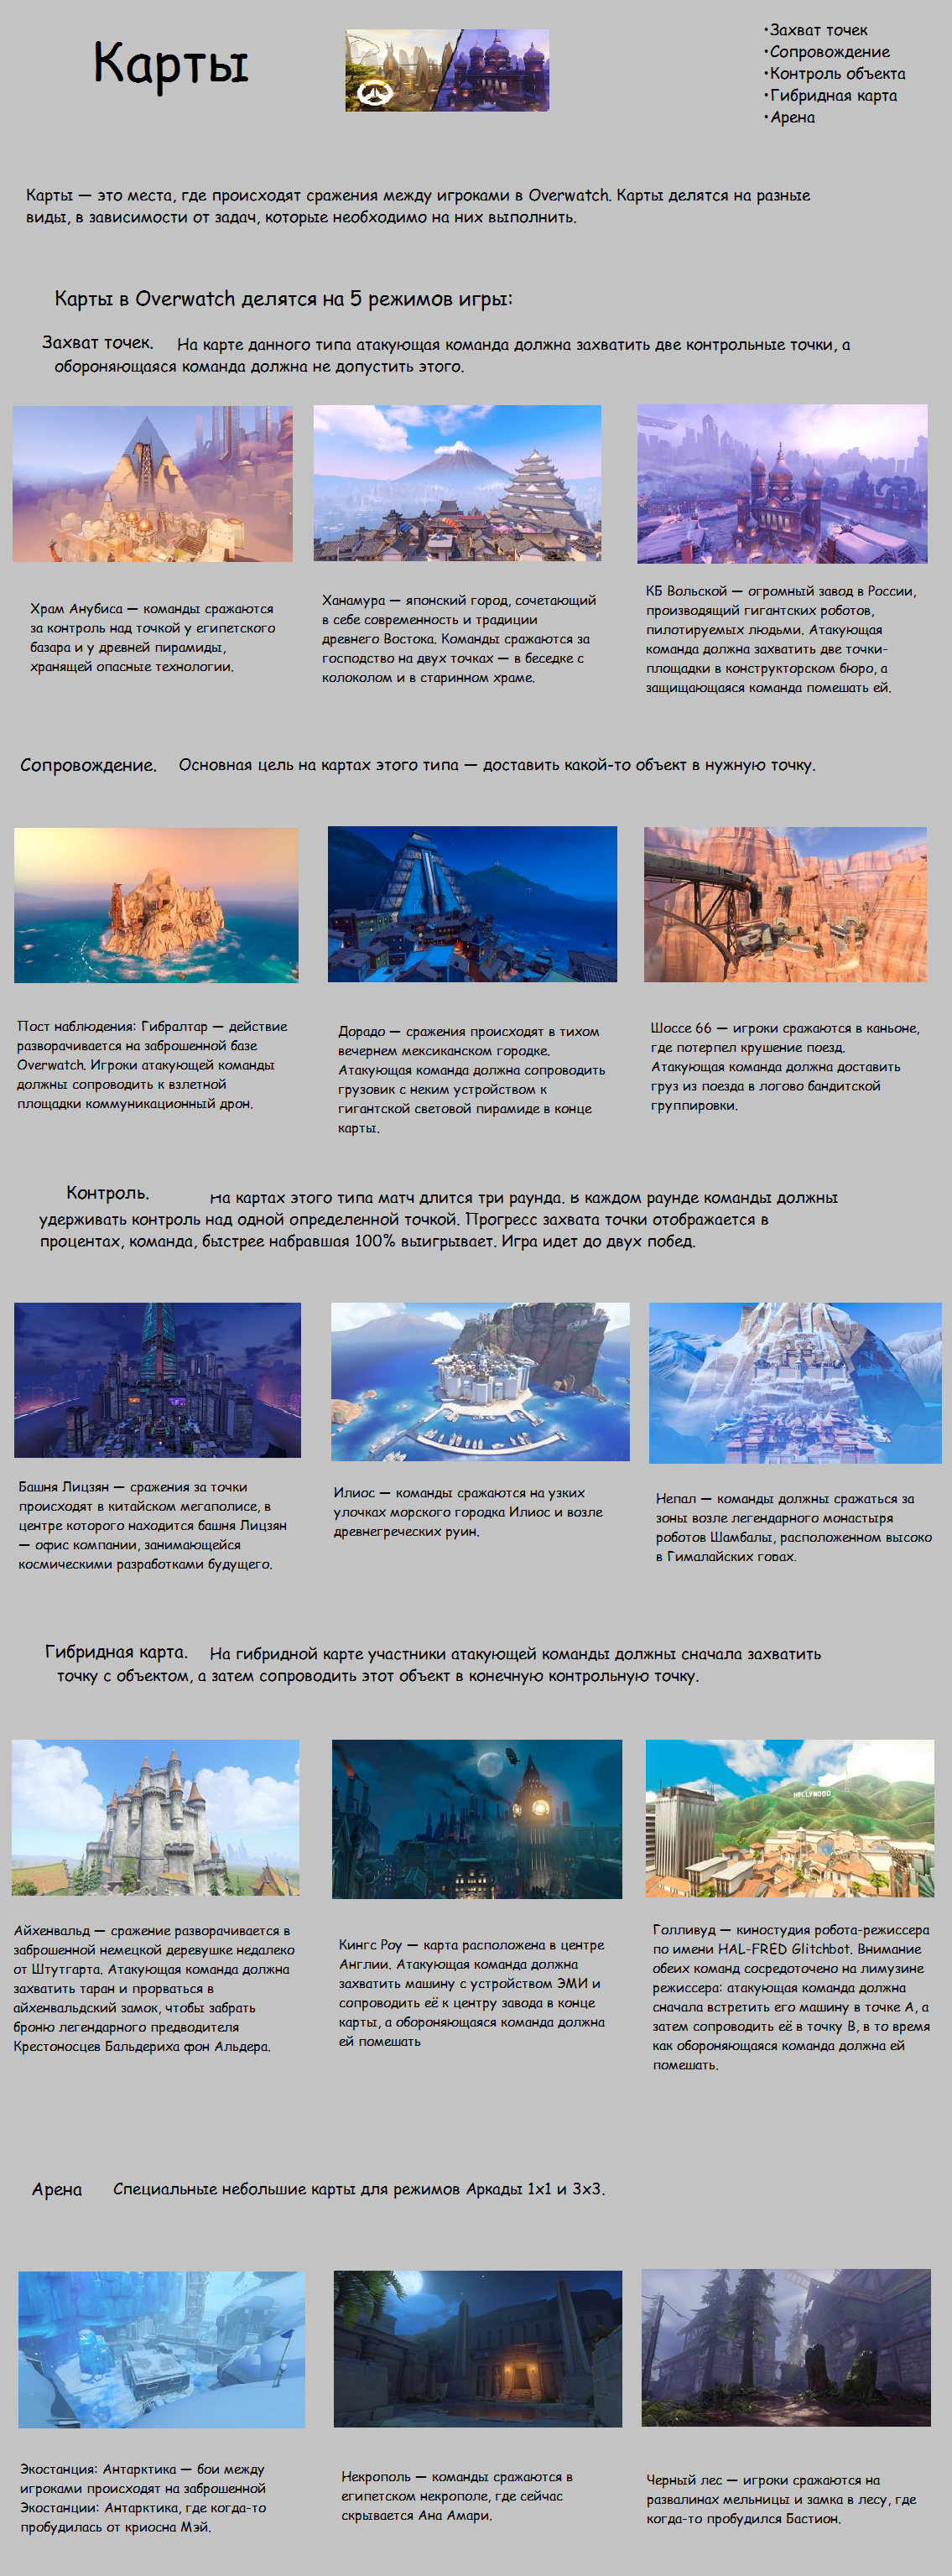 Карты
•Захват точек
•Сопровождение
•Контроль объекта
•Гибридная карта
•Арена
Карты — это места, где происходят сражения между игроками в Overwatch. Карты делятся на разные
виды, в зависимости от задач, которые необходимо на них выполнить.
Карты в Overwatch делятся на 5 режимов игры:
Захват точек. На карте данного типа атакующая команда должна захватить две контрольные точки, а
обороняющаяся команда должна не допустить этого.
Храм Анубиса — команды сражаются
за контроль над точкой у египетского
базара и у древней пирамиды,
хранящей опасные технологии.
Ханамура — японский город, сочетающий
в себе современность и традиции
древнего Востока. Команды сражаются за
господство на двух точках — в беседке с
колоколом и в старинном храме.
КБ Вольской — огромный завод в России,
производящий гигантских роботов,
пилотируемых людьми. Атакующая
команда должна захватить две точки-
площадки в конструкторском бюро, а
защищающаяся команда помешать ей.
Сопровождение. Основная цель на картах этого типа — доставить какой-то объект в нужную точку.
Пост наблюдения: Гибралтар — действие
разворачивается на заброшенной базе
Overwatch. Игроки атакующей команды
должны сопроводить к взлетной
площадки коммуникационный дрон.
Дорадо — сражения происходят в тихом
вечернем мексиканском городке.
Атакующая команда должна сопроводить
грузовик с неким устройством к
гигантской световой пирамиде в конце
карты.
Шоссе 66 — игроки сражаются в каньоне,
где потерпел крушение поезд.
Атакующая команда должна доставить
груз из поезда в логово бандитской
группировки.
Контроль. На картах этого типа матч длится три раунда. В каждом раунде команды должны
удерживать контроль над одной определенной точкой. Прогресс захвата точки отображается в
процентах, команда, быстрее набравшая 100% выигрывает. Игра идет до двух побед.
Башня Лицзян — сражения за точки
происходят в китайском мегаполисе, в
центре которого находится башня Лицзян
— офис компании, занимающейся
космическими разработками будущего.
Илиос — команды сражаются на узких
улочках морского городка Илиос и возле
древнегреческих руин.
Непал — команды должны сражаться за
зоны возле легендарного монастыря
роботов Шамбалы, расположенном высоко
в Гималайских горах.
Гибридная карта. На гибридной карте участники атакующей команды должны сначала захватить
точку с объектом, а затем сопроводить этот объект в конечную контрольную точку.
HOLLYWOOD
Айхенвальд — сражение разворачивается в
заброшенной немецкой деревушке недалеко
от Штутгарта. Атакующая команда должна
захватить таран и прорваться в
айхенвальдский замок, чтобы забрать
броню легендарного предводителя
Крестоносцев Бальдериха фон Альдера.
Кингс Роу — карта расположена в центре
Англии. Атакующая команда должна
захватить машину с устройством ЭМИ и
сопроводить её к центру завода в конце
карты, а обороняющаяся команда должна
ей помешать
Голливуд — киностудия робота-режиссера
по имени HAL-FRED Glitchbot. Внимание
обеих команд сосредоточено на лимузине
режиссера: атакующая команда должна
сначала встретить его машину в точке А, а
затем сопроводить её в точку В, в то время
как обороняющаяся команда должна ей
помешать.
Арена Специальные небольшие карты для режимов Аркады 1х1 и 3х3.
Экостанция: Антарктика — бои между
игроками происходят на заброшенной
Экостанции: Антарктика, где когда-то
пробудилась от криосна Мэй.
Некрополь — команды сражаются в
египетском некрополе, где сейчас
скрывается Ана Амари.
Черный лес — игроки сражаются на
развалинах мельницы и замка в лесу, где
когда-то пробудился Бастион.